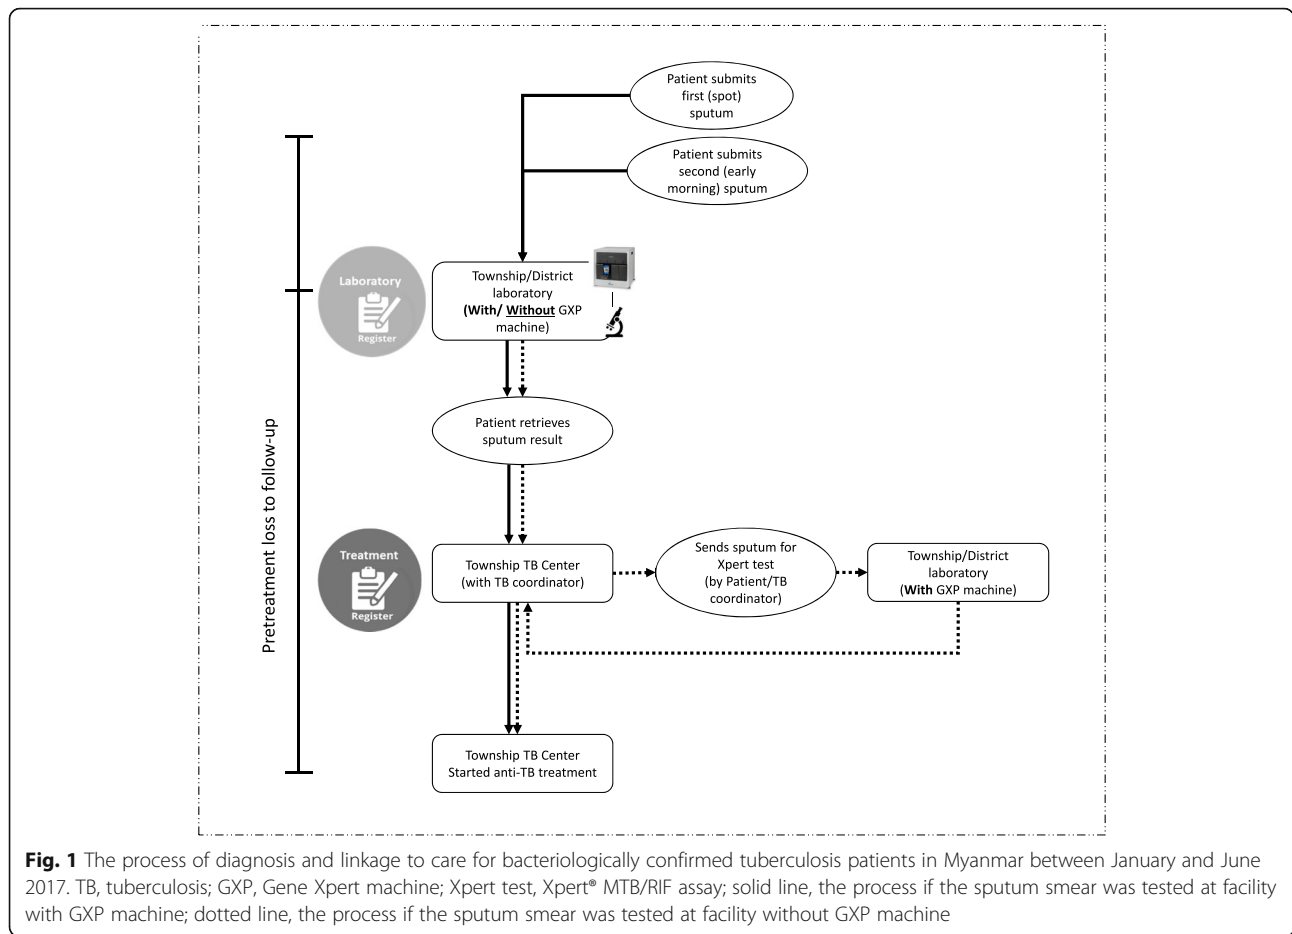 Patient submits
first (spot)
sputum
Patient submits
second (early
morning) sputum
Laboratory
Register
Township/District
laboratory
(With/ Without GXP
machine)
Patient retrieves
sputum result
Pretreatment loss to follow-up
Treatment
Register
Township TB Center
(with TB coordinator)
Sends sputum for
Xpert test
(by Patient/TB
coordinator)
Township/District
laboratory
(With GXP machine)
Township TB Center
Started anti-TB treatment
Fig. 1 The process of diagnosis and linkage to care for bacteriologically confirmed tuberculosis patients in Myanmar between January and June
2017. TB, tuberculosis; GXP, Gene Xpert machine; Xpert test, Xpert® MTB/RIF assay; solid line, the process if the sputum smear was tested at facility
with GXP machine; dotted line, the process if the sputum smear was tested at facility without GXP machine